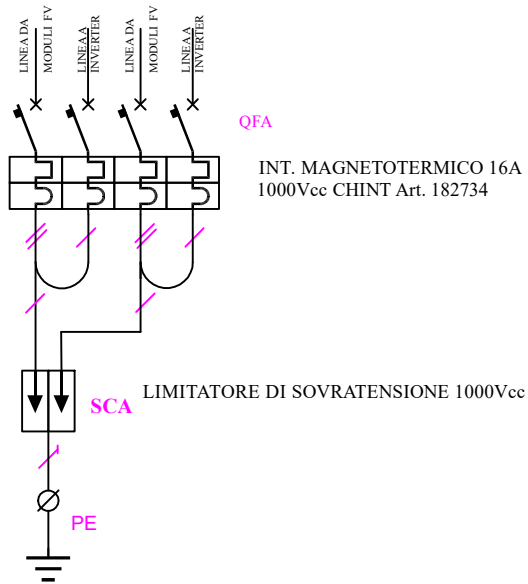 LINEA DA
MODULI FV
LINEA A
INVERTER
LINEA DA
MODULI FV
LINEA A
INVERTER
QFA
INT. MAGNETOTERMICO 16A
1000Vcc CHINT Art. 182734
LIMITATORE DI SOVRATENSIONE 1000Vcc
SCA
PE